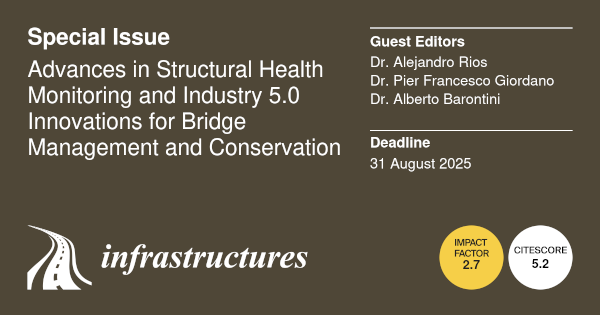 Special Issue
Advances in Structural Health
Monitoring and Industry 5.0
Innovations for Bridge
Management and Conservation
Guest Editors
Dr. Alejandro Rios
Dr. Pier Francesco Giordano
Dr. Alberto Barontini
Deadline
31 August 2025
infrastructures
IMPACT
FACTOR
2.7
CITESCORE
5.2